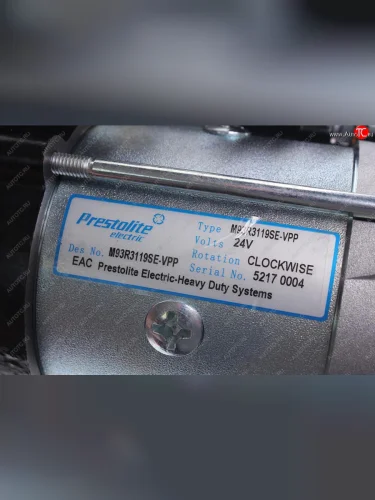 Prestolite
electric
Type M93R3119SE-VPP
Volts 24V
Des No. M93R3119SE-VPP
Rotation CLOCKWISE
Serial No. 5217 0004
EAC Prestolite Electric-Heavy Duty Systems